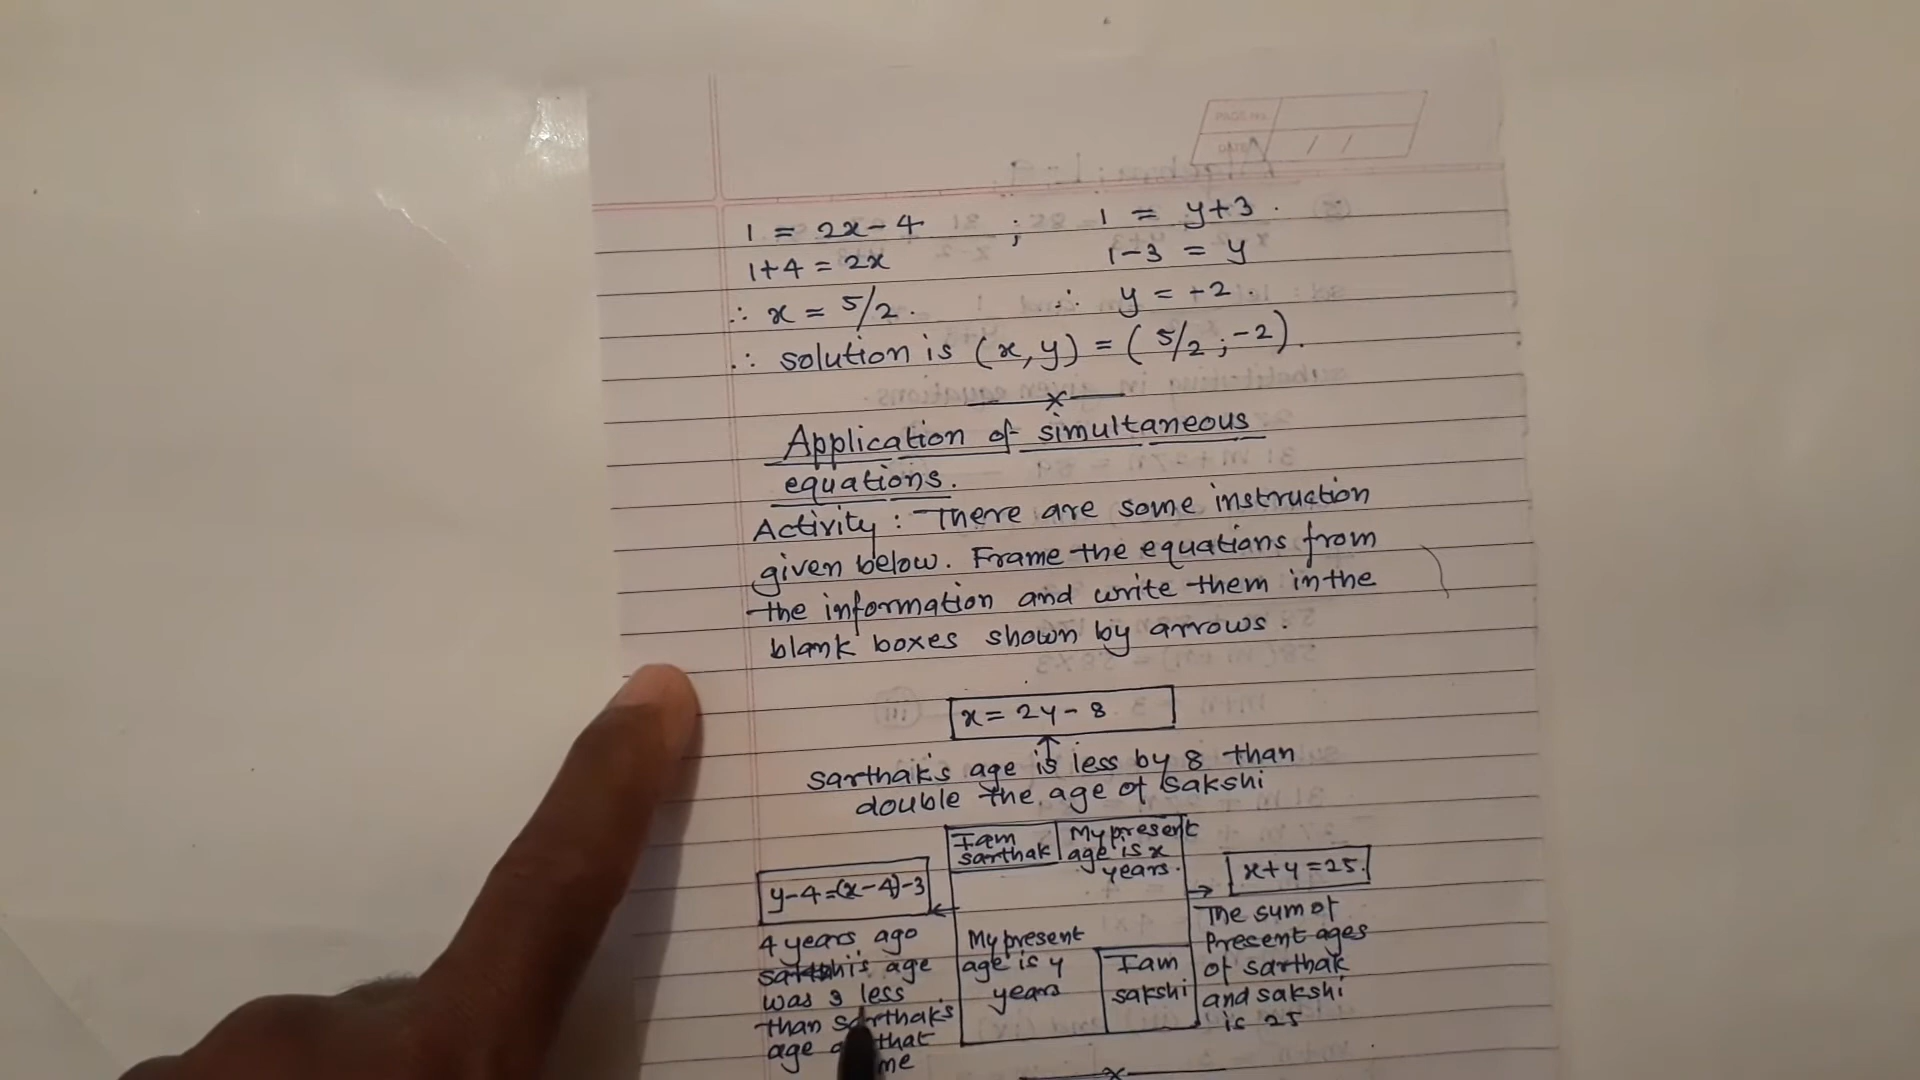 1 = 2x-4 ; 1 = y+3.
1+4 = 2x 1-3 = y
∴ x = 5/2. ∴ y = -2.
∴ solution is (x,y) = (5/2, -2).
Application of simultaneous
equations.
Activity : There are some instruction
given below. Frame the equations from
the information and write them in the
blank boxes shown by arrows.
x = 2y - 8
sarthak's age is less by 8 than
double the age of sakshi
I am
sarthak
My present
age is x
years.
y-4=(x-4)-3
4 years ago
age
was 3 less
than sarthaks
age that
me
My present
age is y
years
I am
sakshi
x+y=25.
The sum of
Present ages
of sarthak
and sakshi
is 25